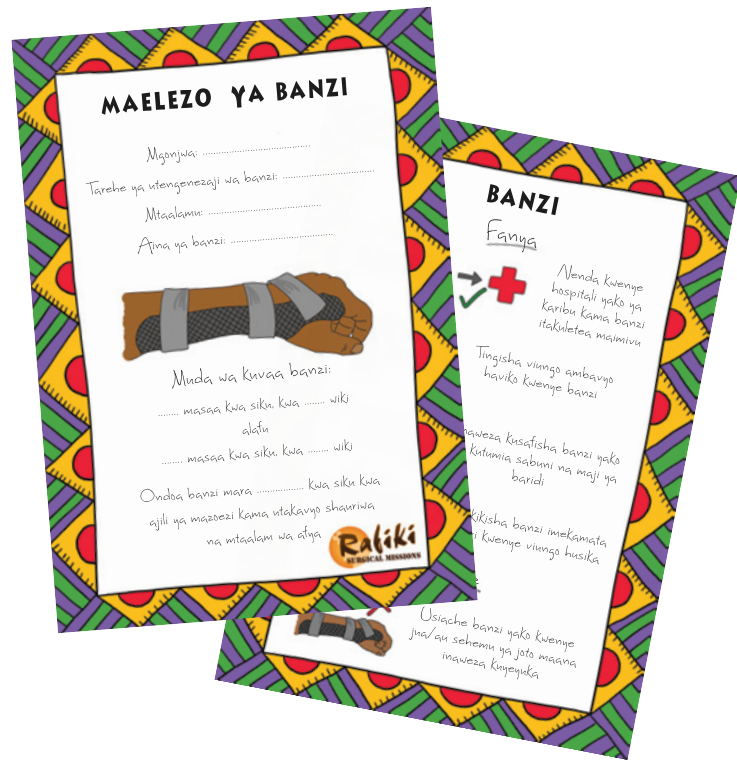 MAELEZO YA BANZI
Mgonjwa: ........................................
Tarehe ya utengenezaji wa banzi: ..................................
Mtaalamu: ..........................................
Aina ya banzi: ......................................
Muda wa kuvaa banzi:
........ masaa kwa siku, kwa ........ wiki
alafu
........ masaa kwa siku, kwa ........ wiki
Ondoa banzi mara ................. kwa siku kwa
ajili ya mazoezi kama utakavyo shauriwa
na mtaalam wa afya
Rafiki
SURGICAL MISSIONS
BANZI
Fanya
Nenda kwenye
hospitali yako ya
karibu kama banzi
itakuletea maimivu
Tingisha viungo ambavyo
haviko kwenye banzi
naweza kusafisha banzi yako
kutumia sabuni na maji ya
baridi
kikisha banzi imekamata
i kwenye viungo husika
Usiache banzi yako kwenye
jua/au sehemu ya joto maana
inaweza kuyeyuka